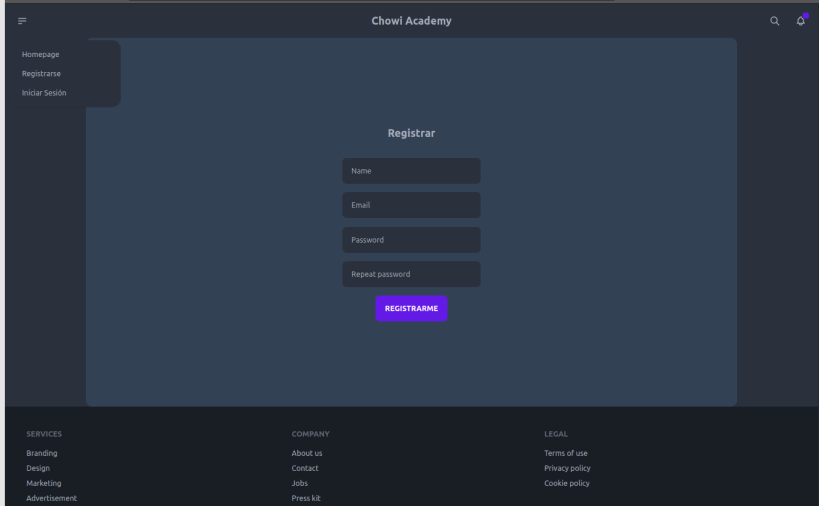 Chowi Academy
Homepage
Registrarse
Iniciar Sesión
Registrar
Name
Email
Password
Repeat password
REGISTRARME
SERVICES
Branding
Design
Marketing
Advertisement
COMPANY
About us
Contact
Jobs
Press kit
LEGAL
Terms of use
Privacy policy
Cookie policy